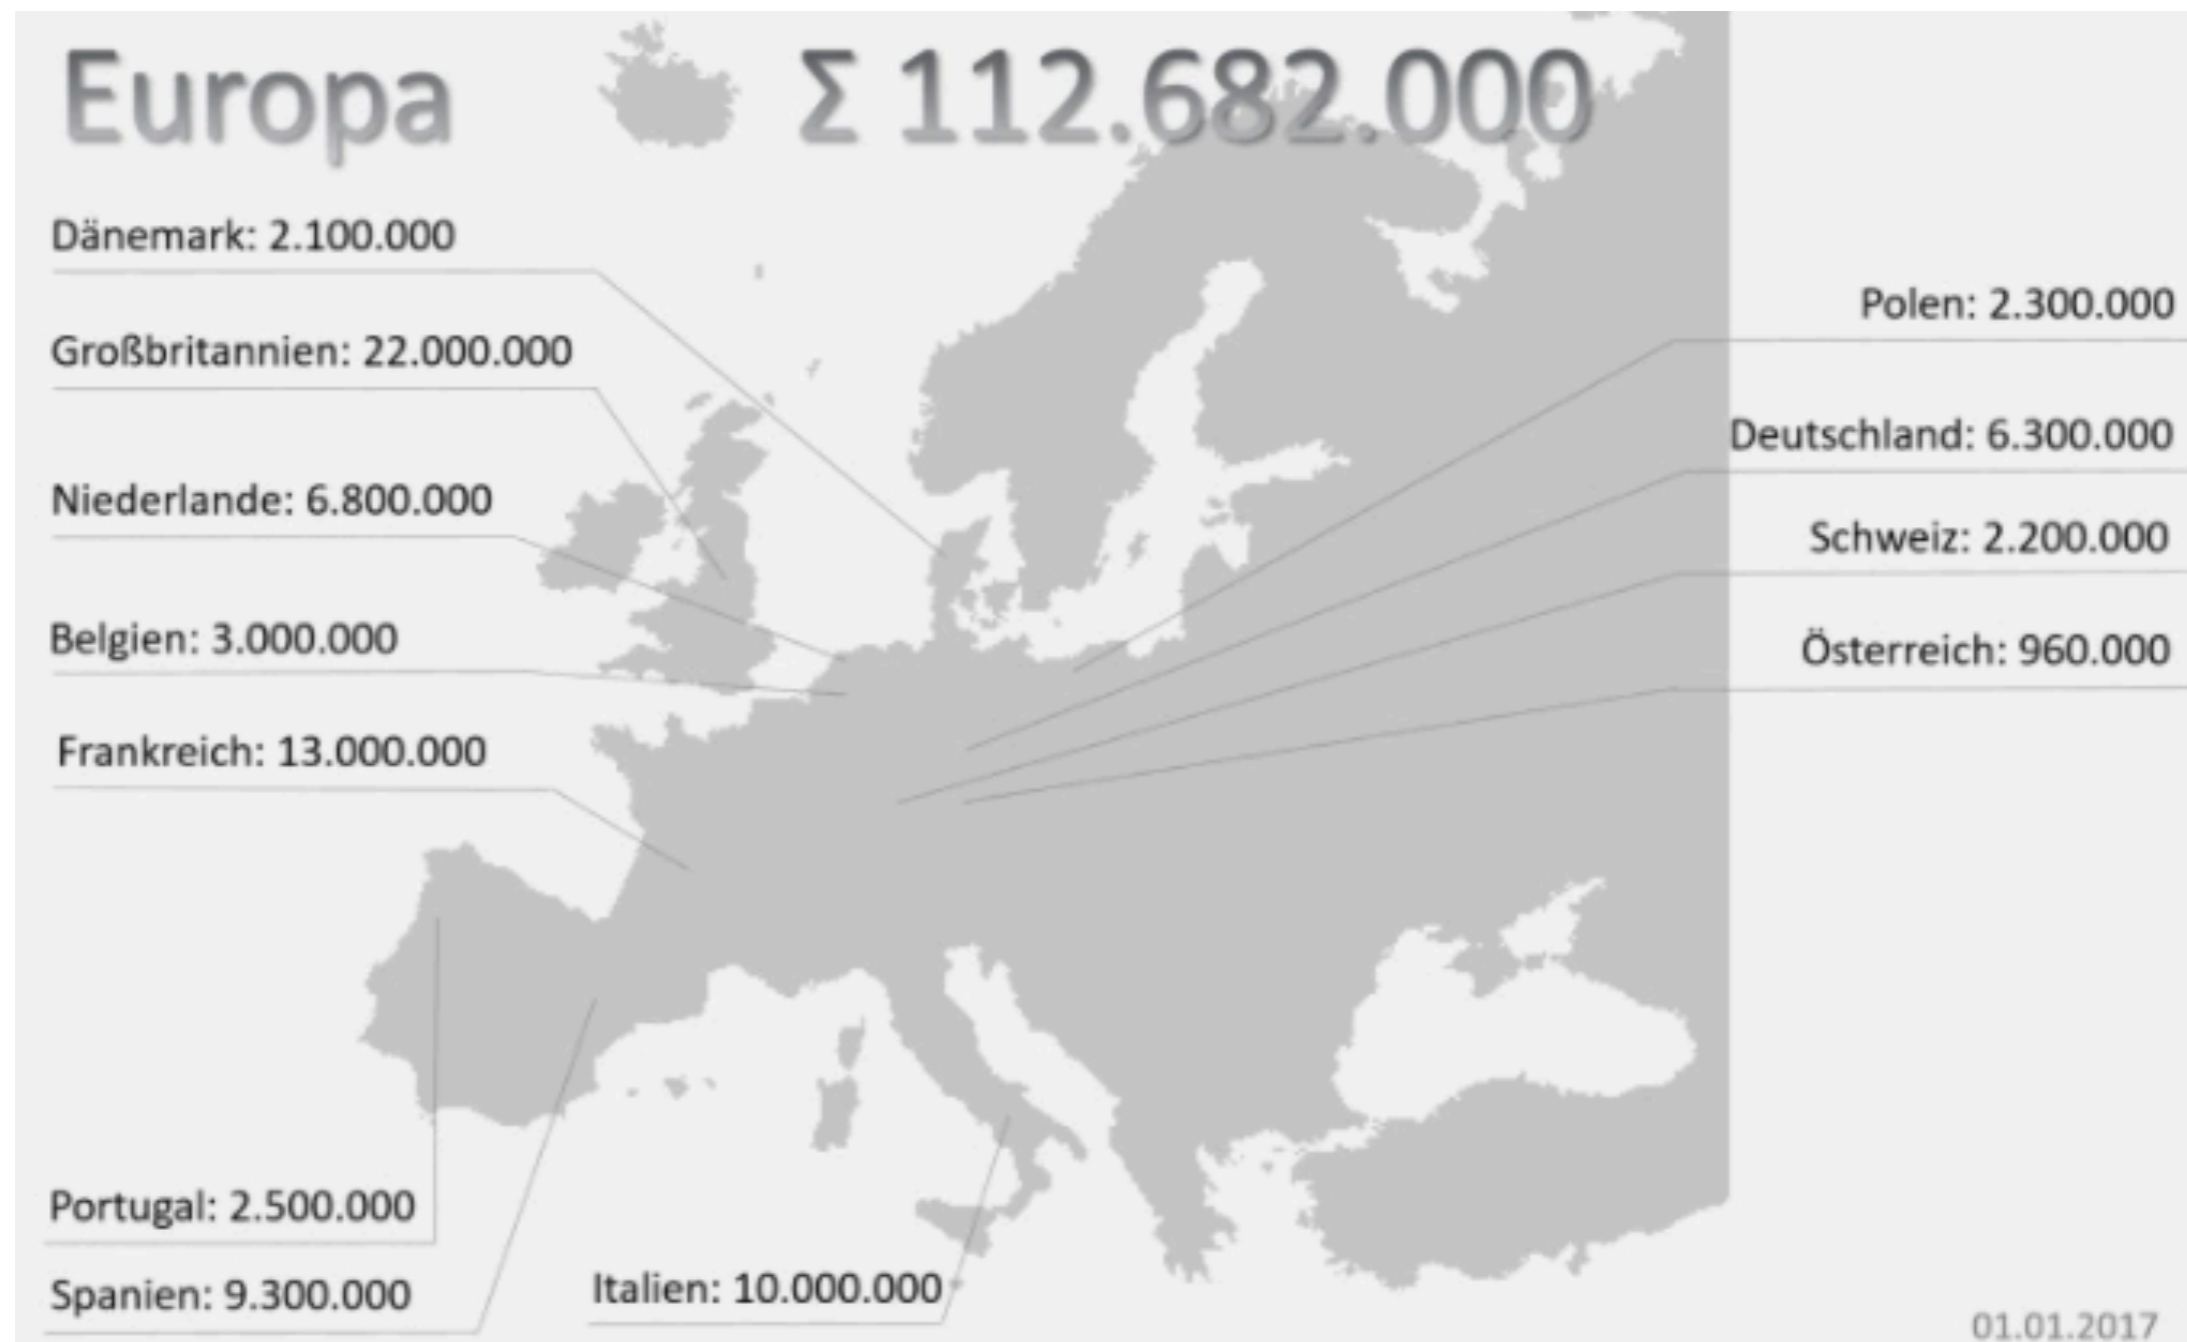 Europa
Σ 112.682.000
Dänemark: 2.100.000
Großbritannien: 22.000.000
Niederlande: 6.800.000
Belgien: 3.000.000
Frankreich: 13.000.000
Polen: 2.300.000
Deutschland: 6.300.000
Schweiz: 2.200.000
Österreich: 960.000
Portugal: 2.500.000
Spanien: 9.300.000
Italien: 10.000.000
01.01.2017